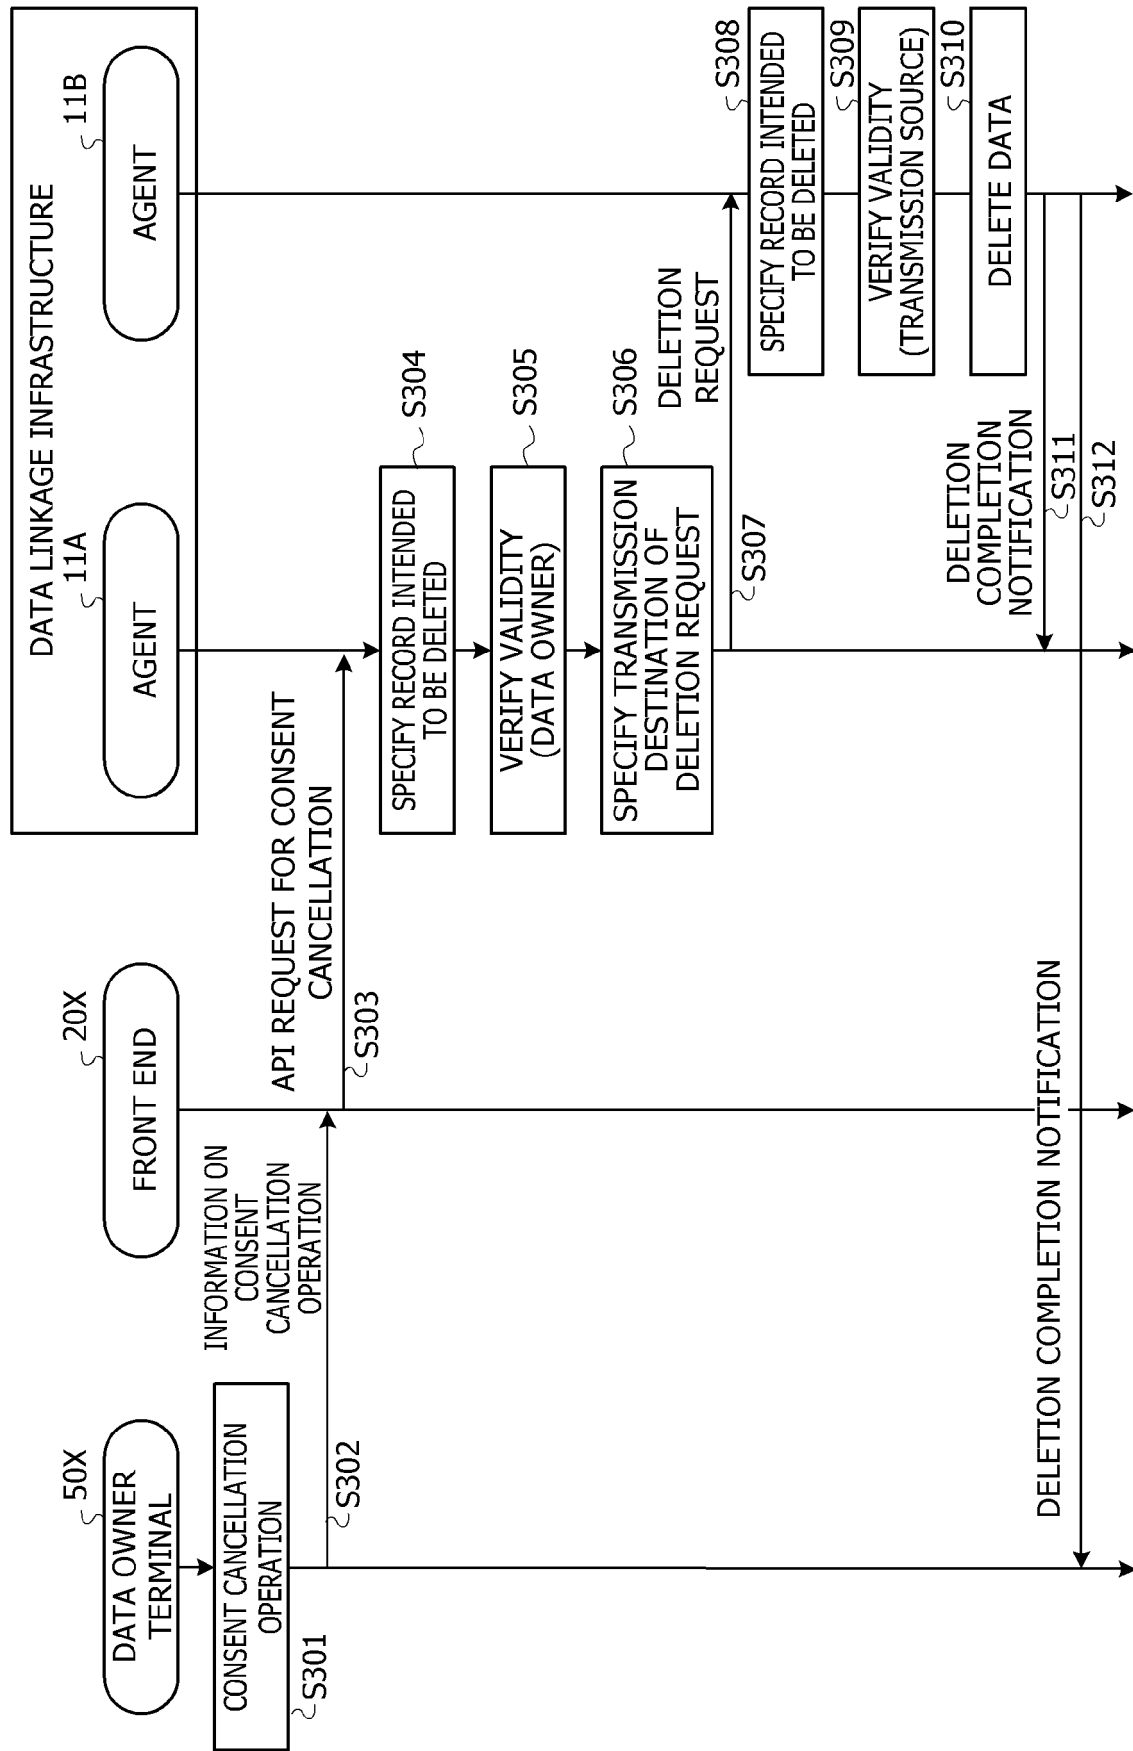 DATA LINKAGE INFRASTRUCTURE
50X
20X
11A
11B
DATA OWNER
TERMINAL
FRONT END
AGENT
AGENT
CONSENT CANCELLATION
OPERATION
S301
INFORMATION ON
CONSENT
CANCELLATION
OPERATION
S302
API REQUEST FOR CONSENT
CANCELLATION
S303
SPECIFY RECORD INTENDED
TO BE DELETED
S304
VERIFY VALIDITY
(DATA OWNER)
S305
SPECIFY TRANSMISSION
DESTINATION OF
DELETION REQUEST
S306
DELETION
REQUEST
S307
SPECIFY RECORD INTENDED
TO BE DELETED
S308
VERIFY VALIDITY
(TRANSMISSION SOURCE)
S309
DELETE DATA
S310
DELETION
COMPLETION
NOTIFICATION
S311
DELETION COMPLETION NOTIFICATION
S312